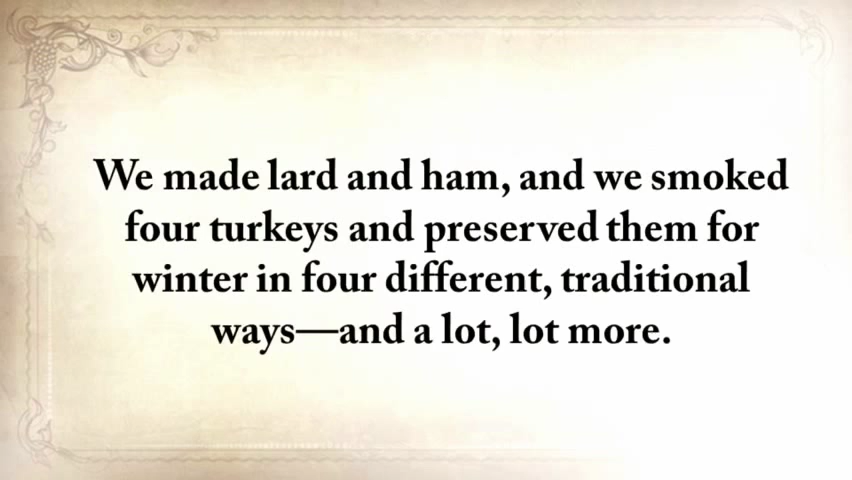 We made lard and ham, and we smoked
four turkeys and preserved them for
winter in four different, traditional
ways—and a lot, lot more.